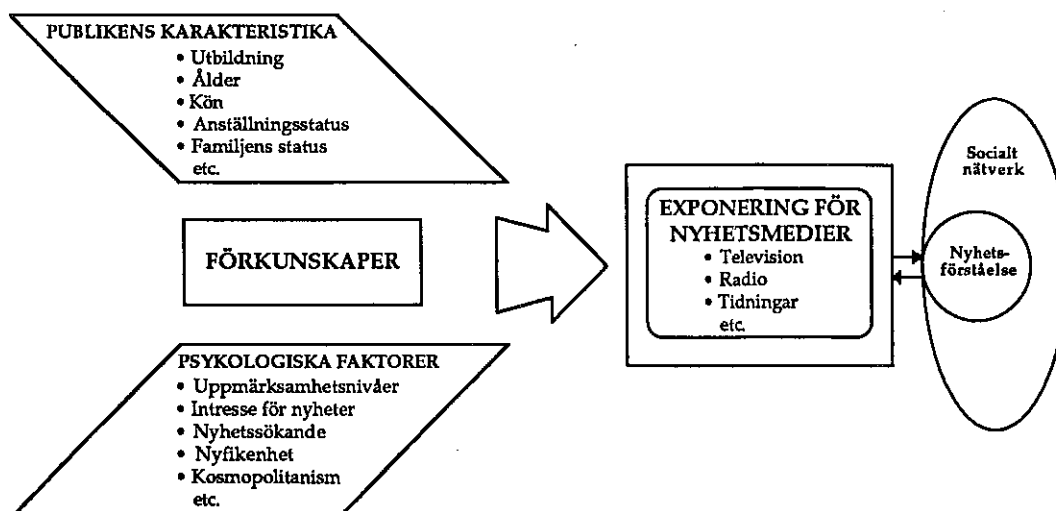 PUBLIKENS KARAKTERISTIKA
• Utbildning
• Ålder
• Kön
• Anställningsstatus
• Familjens status
etc.
FÖRKUNSKAPER
PSYKOLOGISKA FAKTORER
• Uppmärksamhetsnivåer
• Intresse för nyheter
• Nyhetssökande
• Nyfikenhet
• Kosmopolitanism
etc.
EXPONERING FÖR
NYHETSMEDIER
• Television
• Radio
• Tidningar
etc.
Socialt
nätverk
Nyhets-
förståelse